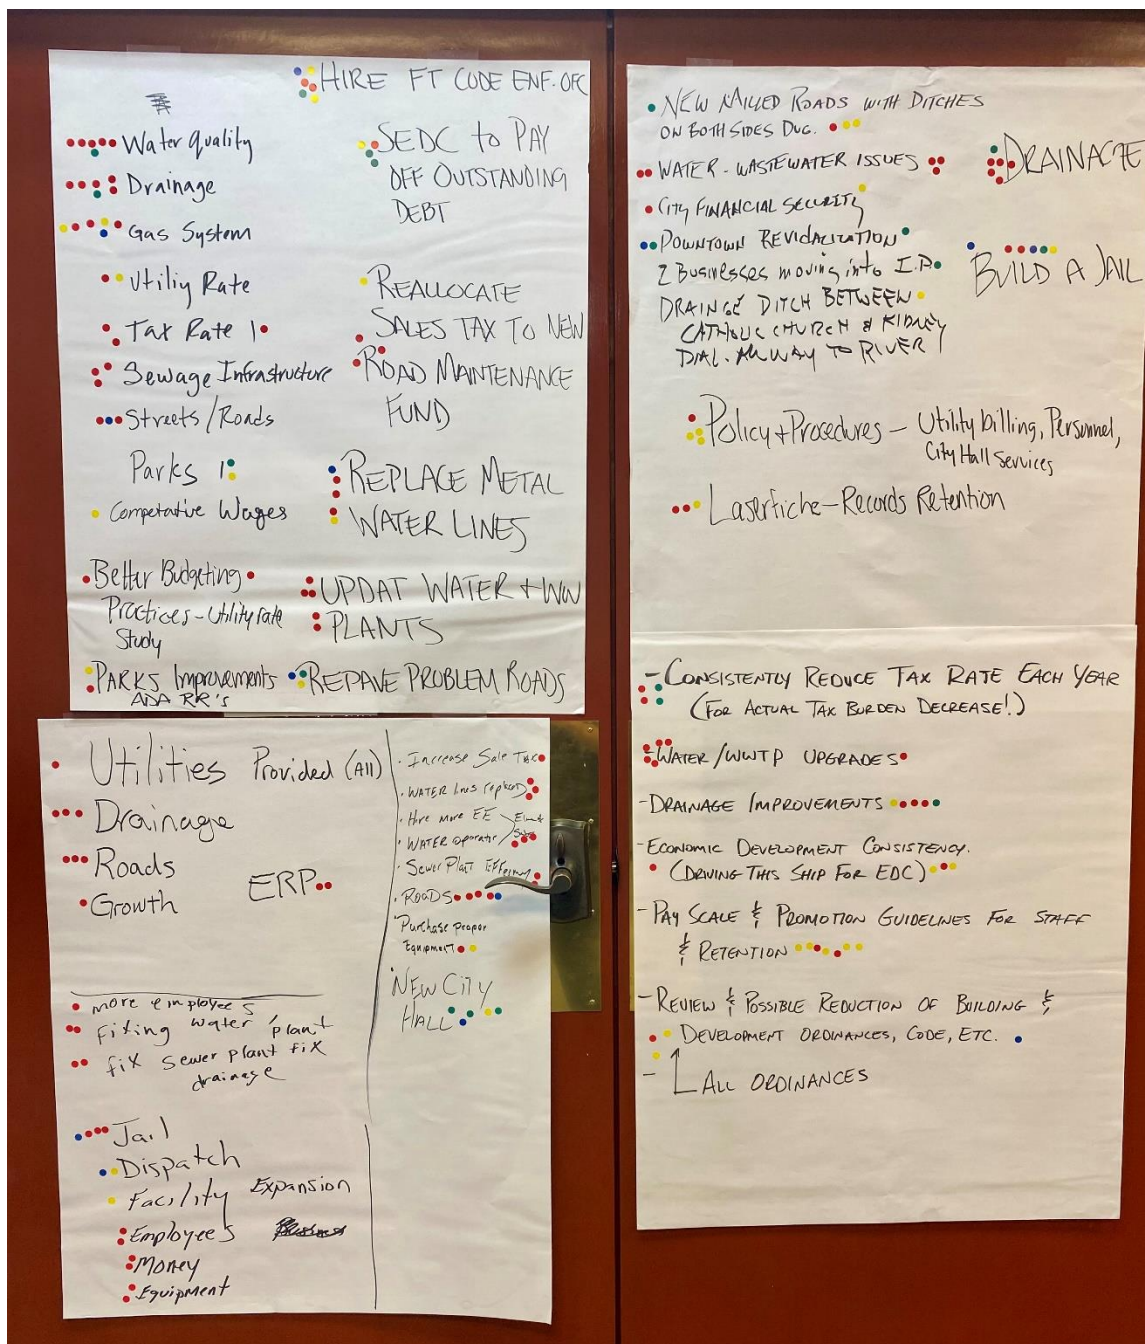 HIRE FT CODE ENF. OFC
Water quality
Drainage
Gas System
Utiliy Rate
Tax Rate 1
Sewage Infrastructure
Streets/Roads
Parks 1
Competative Wages
Better Budgeting
Practices - Utility rate
Study
PARKS Improvements
ADA RR's
SEDC to PAY
OFF OUTSTANDING
DEBT
REALLOCATE
SALES TAX TO NEW
ROAD MAINTENANCE
FUND
REPLACE METAL
WATER LINES
UPDAT WATER + WW
PLANTS
REPAVE PROBLEM ROADS
NEW MILLED ROADS WITH DITCHES
ON BOTH SIDES DUG.
WATER - WASTEWATER ISSUES
CITY FINANCIAL SECURITY
DOWNTOWN REVIDALIZATION
2 Businesses moving into I.P.
DRAINGE DITCH BETWEEN
CATHOLIC CHURCH & KIDNEY
DIAL. All WAY TO RIVER
DRAINAGE
BUILD A JAIL
Policy + Procedures - Utility billing, Personnel,
City Hall Services
Laserfiche - Records Retention
Utilities Provided (All)
Drainage
Roads
Growth
ERP
more employees
Fixing water plant
fix sewer plant fix
drainage
Jail
Dispatch
Facility Expansion
Employees
Money
Equipment
· Increase Sale Tax
· WATER lines replaced
· Hire more EE
· WATER operator
· Sewer Plant
· ROADS
Purchase proper
Equipment
NEW CITY
HALL
- CONSISTENTLY REDUCE TAX RATE EACH YEAR
(FOR ACTUAL TAX BURDEN DECREASE!)
- WATER/WWTP UPGRADES
- DRAINAGE IMPROVEMENTS
- ECONOMIC DEVELOPMENT CONSISTENCY.
(DRIVING THIS SHIP FOR EDC)
- PAY SCALE & PROMOTION GUIDELINES FOR STAFF
& RETENTION
- REVIEW & POSSIBLE REDUCTION OF BUILDING &
DEVELOPMENT ORDINANCES, CODE, ETC.
- ALL ORDINANCES